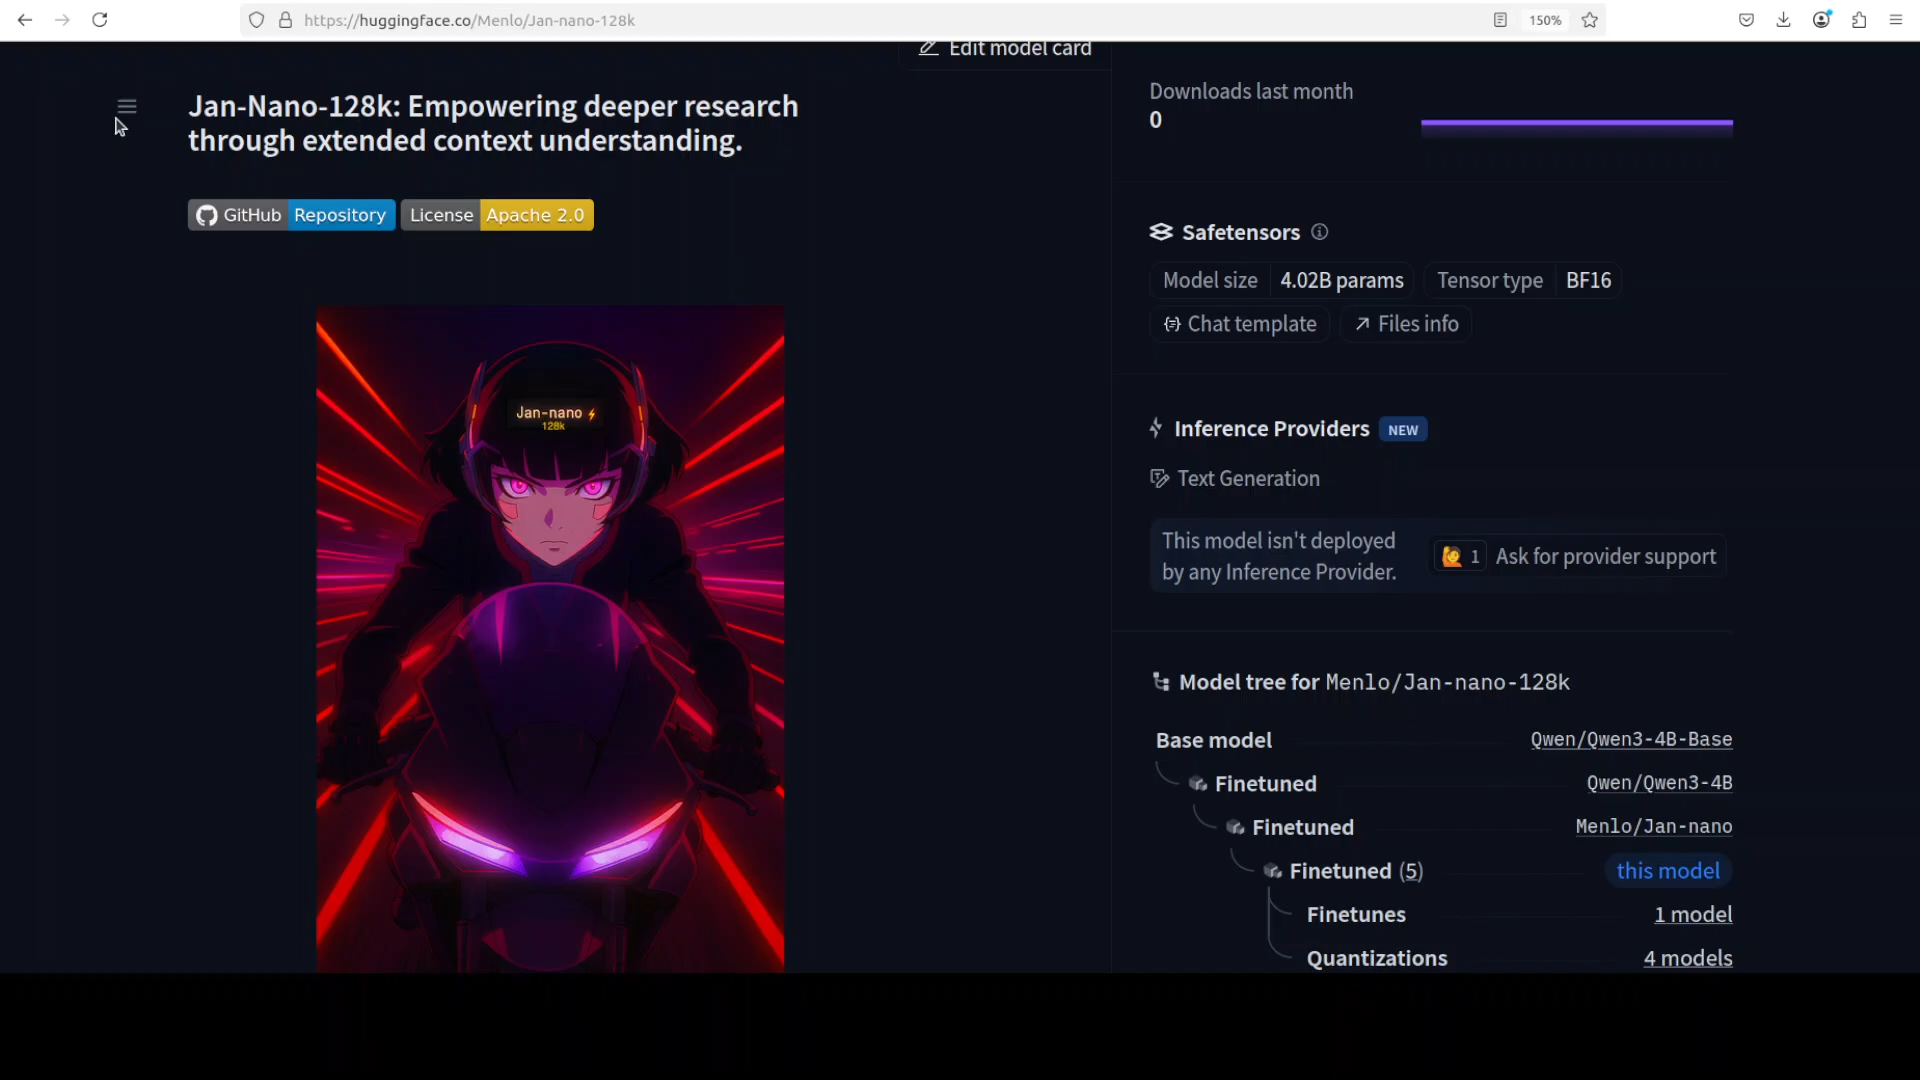 https://huggingface.co/Menlo/Jan-nano-128k
150%
Edit model card
Jan-Nano-128k: Empowering deeper research
through extended context understanding.
GitHub Repository License Apache 2.0
Jan-nano⚡
128k
Downloads last month
0
Safetensors
Model size 4.02B params Tensor type BF16
Chat template Files info
Inference Providers NEW
Text Generation
This model isn't deployed
by any Inference Provider.
1 Ask for provider support
Model tree for Menlo/Jan-nano-128k
Base model Qwen/Qwen3-4B-Base
Finetuned Qwen/Qwen3-4B
Finetuned Menlo/Jan-nano
Finetuned (5) this model
Finetunes 1 model
Quantizations 4 models